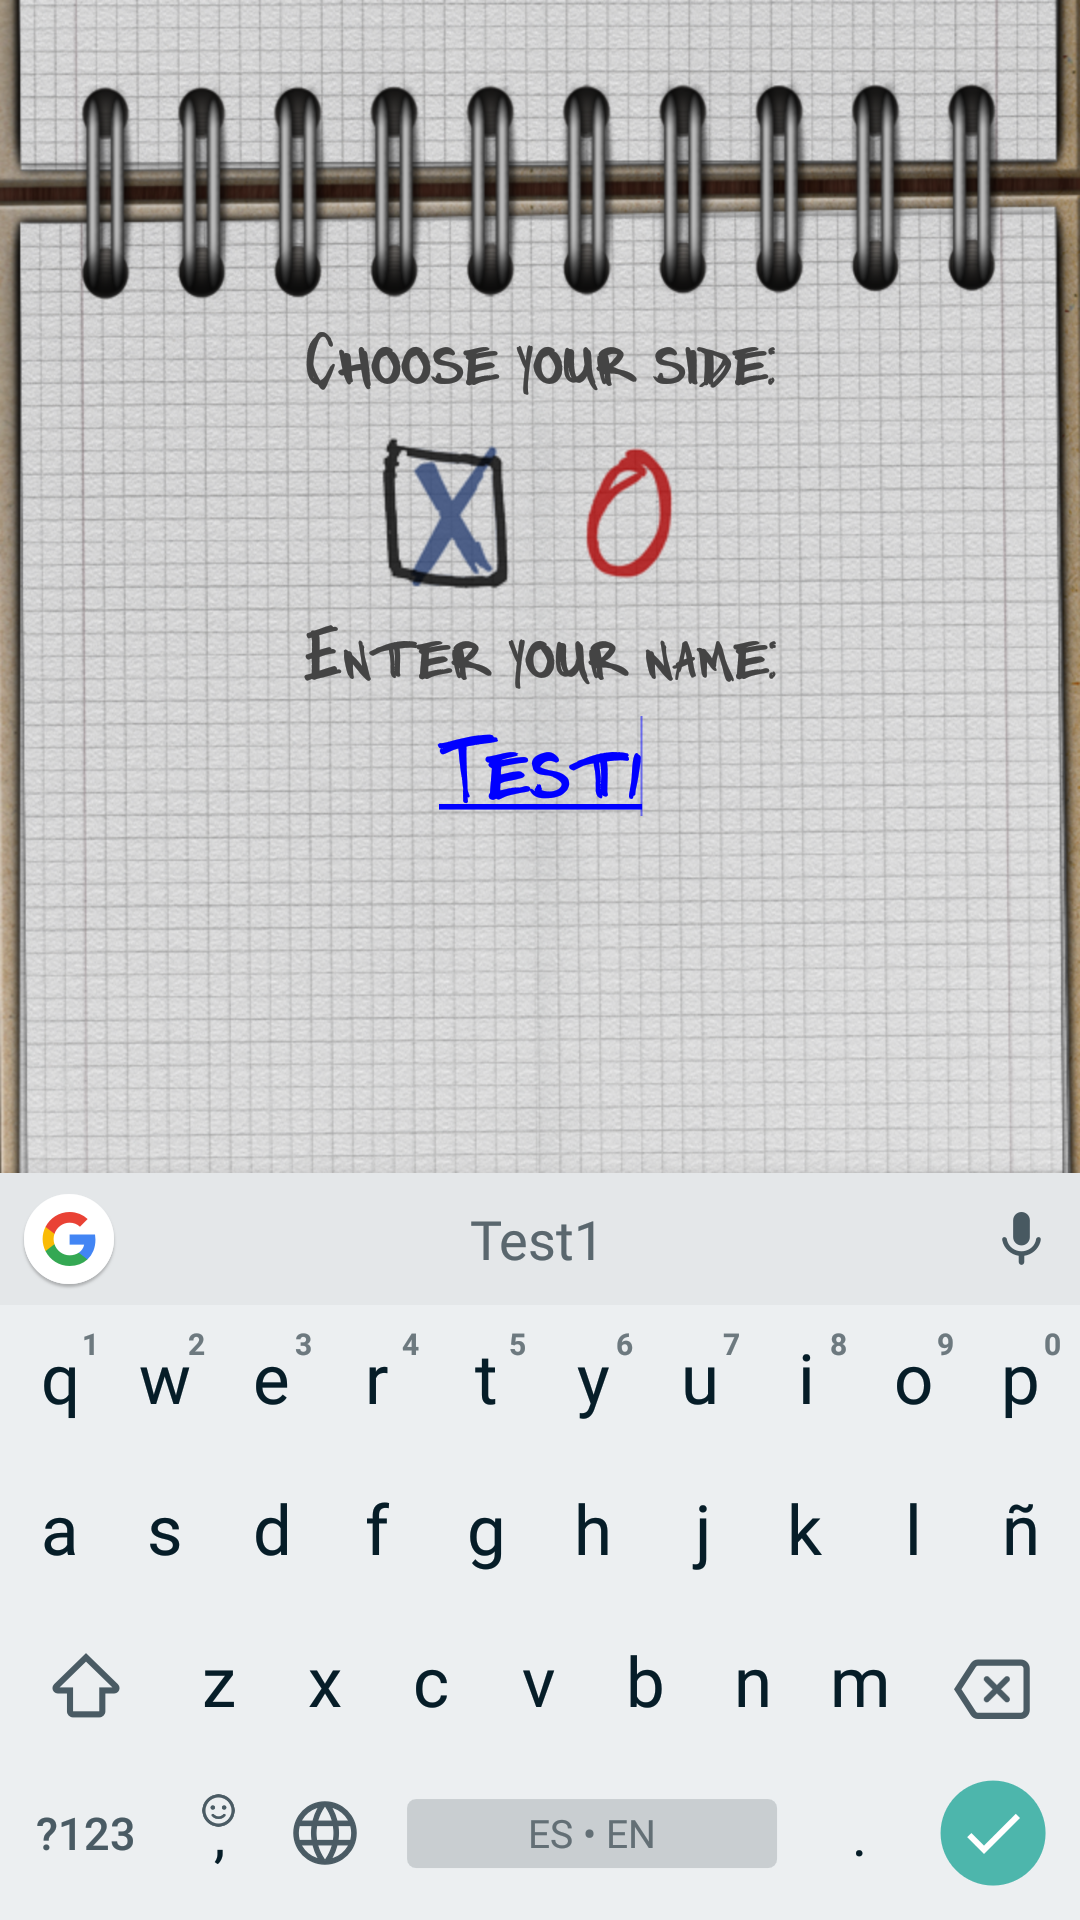 Choose your side:
X O
Enter your name:
Test1
Test1
1 2 3 4 5 6 7 8 9 0
q w e r t y u i o p
a s d f g h j k l ñ
z x c v b n m
?123 , ES • EN .